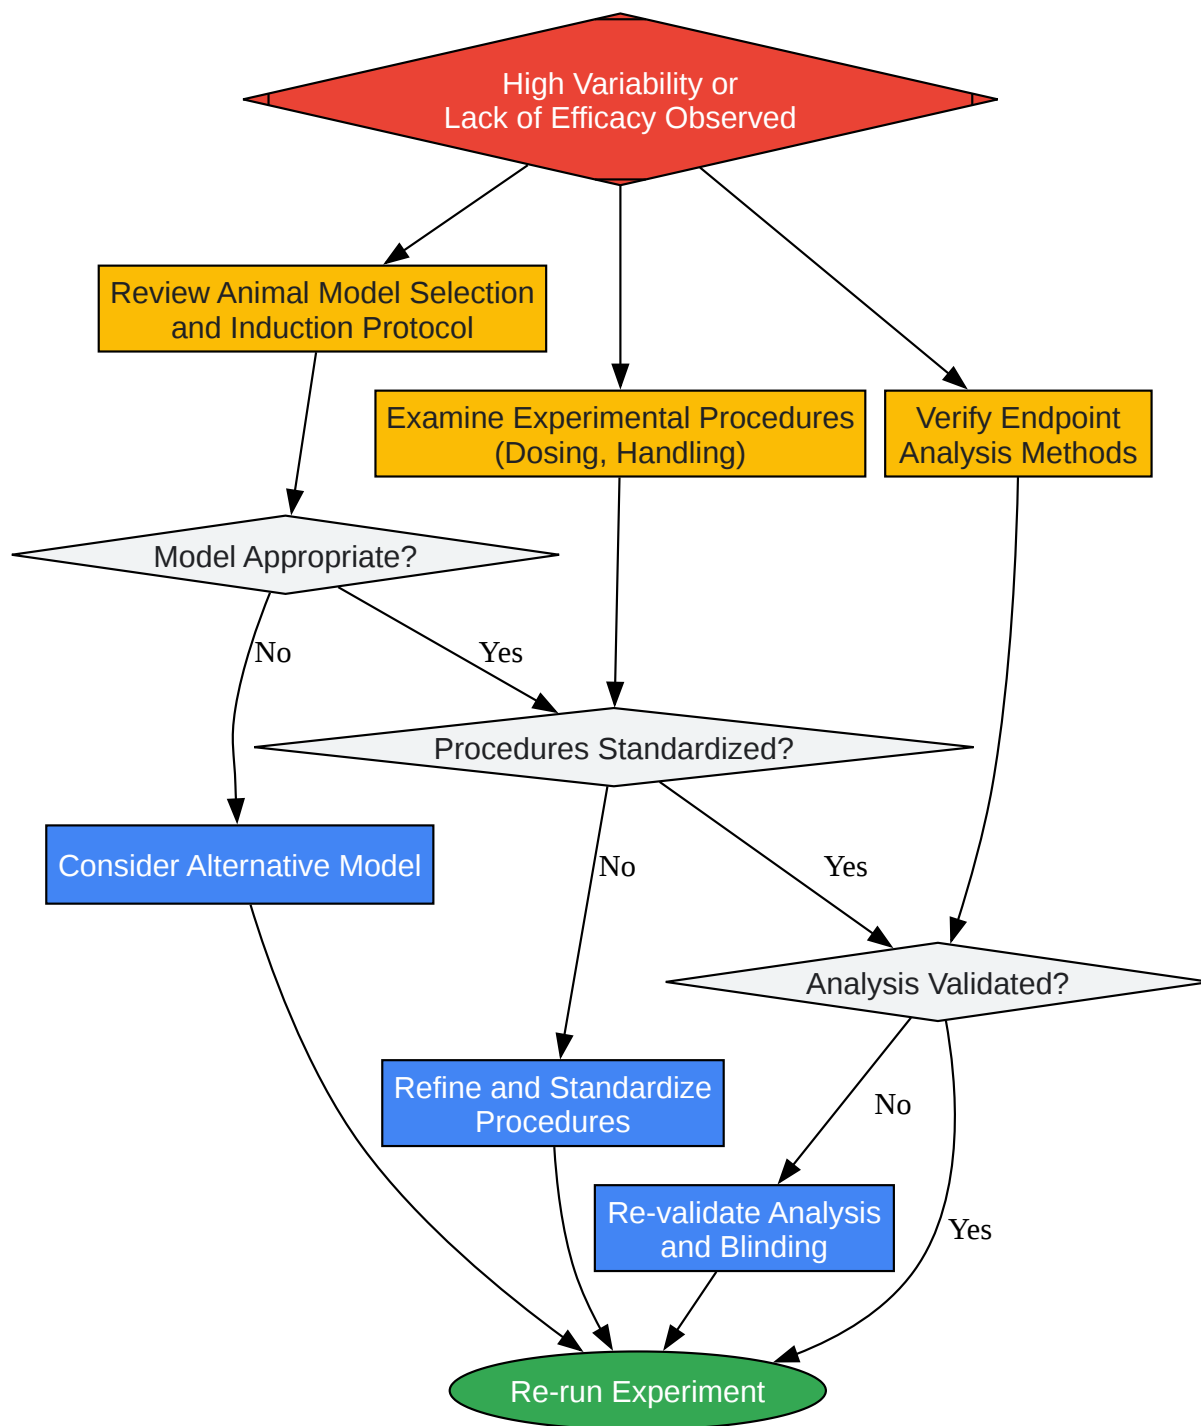 High Variability or
Lack of Efficacy Observed
Review Animal Model Selection
and Induction Protocol
Examine Experimental Procedures
(Dosing, Handling)
Verify Endpoint
Analysis Methods
Model Appropriate?
No
Yes
Procedures Standardized?
Consider Alternative Model
No
Yes
Analysis Validated?
Refine and Standardize
Procedures
No
Re-validate Analysis
and Blinding
Yes
Re-run Experiment